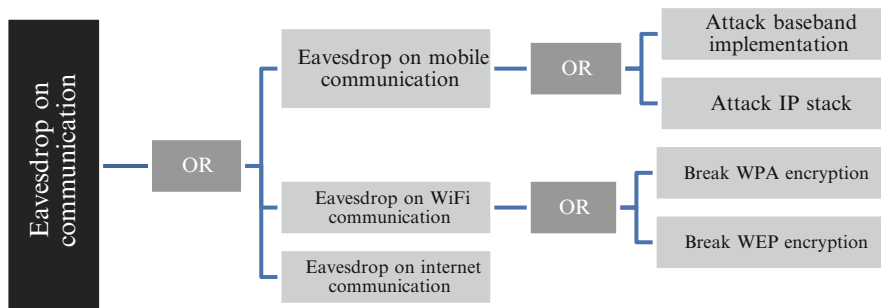 Eavesdrop on
communication
OR
Eavesdrop on mobile
communication
OR
Attack baseband
implementation
Attack IP stack
Eavesdrop on WiFi
communication
OR
Break WPA encryption
Break WEP encryption
Eavesdrop on internet
communication